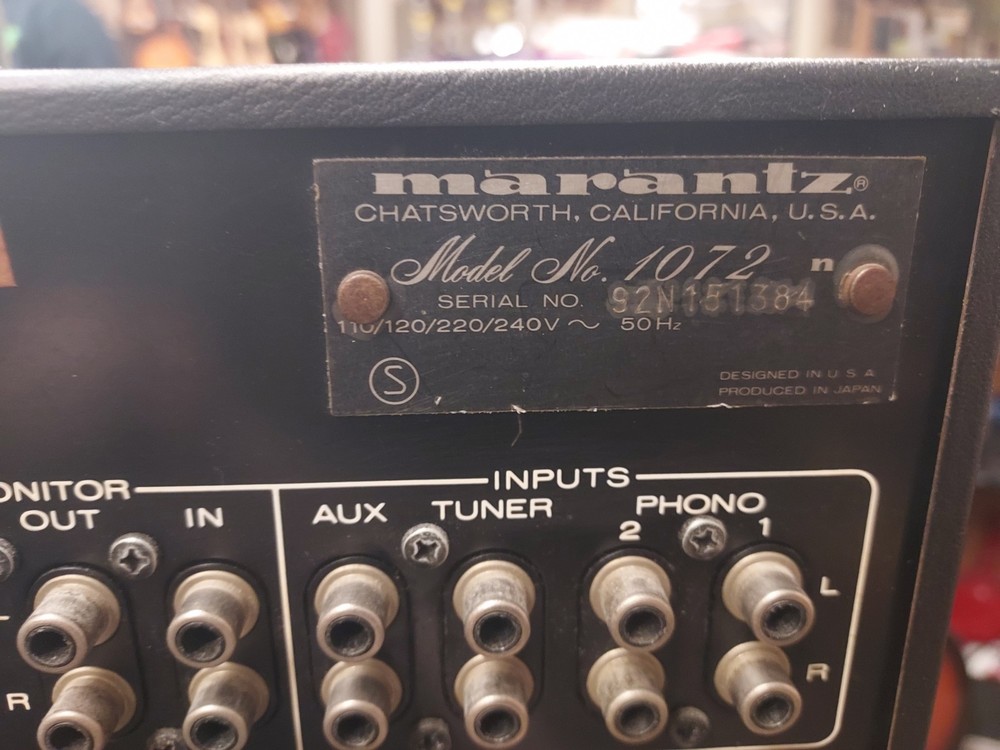 marantz®
CHATSWORTH, CALIFORNIA, U.S.A.
Model No. 1072 n
SERIAL NO. 92N151384
110/120/220/240V ~ 50Hz
S
DESIGNED IN U S A
PRODUCED IN JAPAN
INPUTS
ONITOR
OUT IN AUX TUNER PHONO
2 1
L
R R